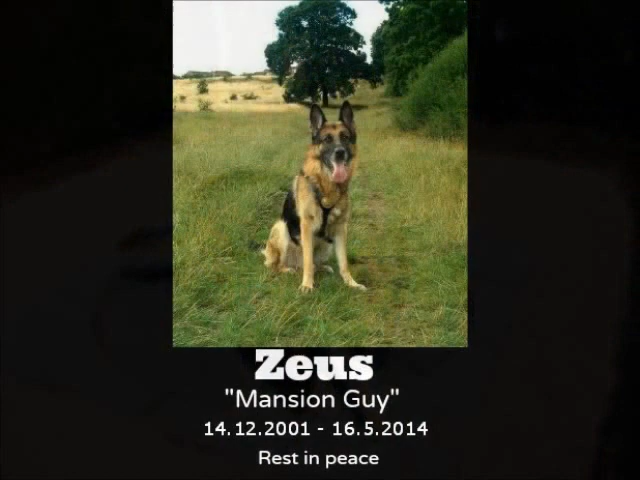 Zeus
"Mansion Guy"
14.12.2001 - 16.5.2014
Rest in peace